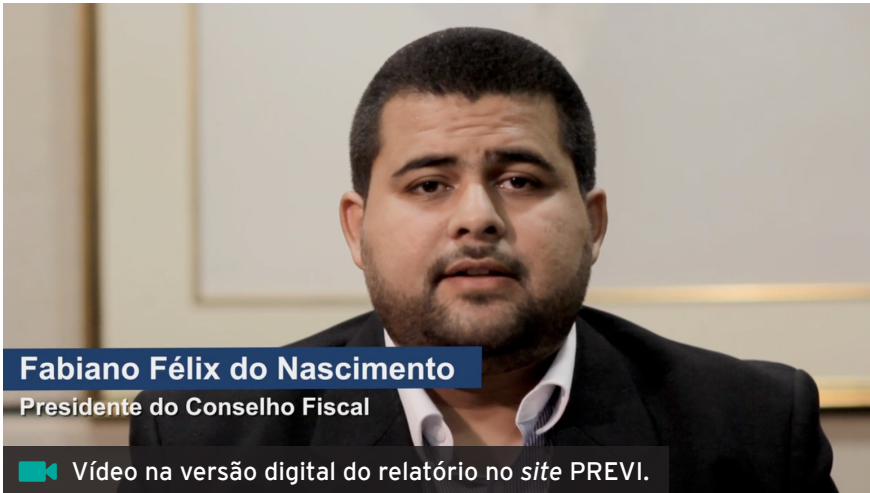 Fabiano Félix do Nascimento
Presidente do Conselho Fiscal
Vídeo na versão digital do relatório no site PREVI.